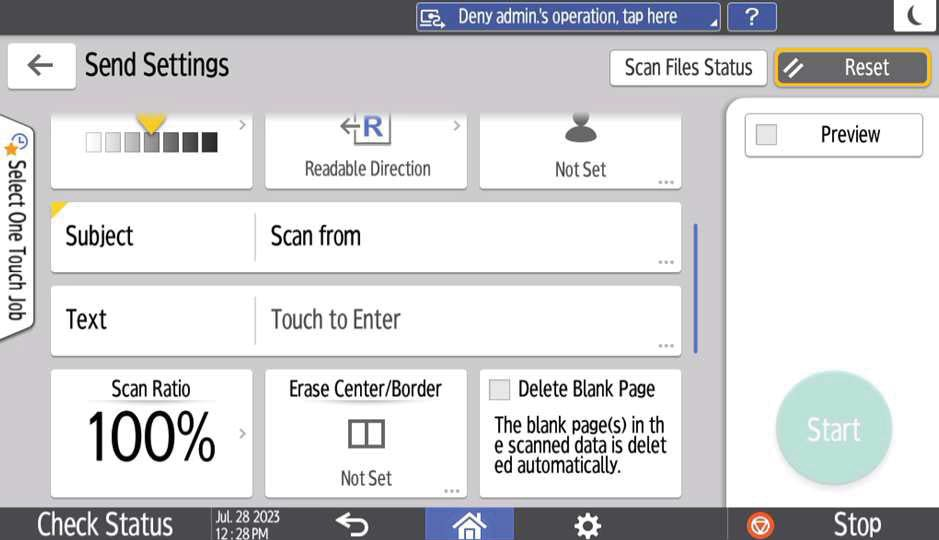 Deny admin.'s operation, tap here
?
Send Settings
Scan Files Status
Reset
Select One Touch Job
R
Readable Direction
Not Set
Preview
Subject
Scan from
Text
Touch to Enter
Scan Ratio
100%
Erase Center/Border
Not Set
Delete Blank Page
The blank page(s) in th
e scanned data is delet
ed automatically.
Start
Check Status
Jul. 28 2023
12:28 PM
Stop